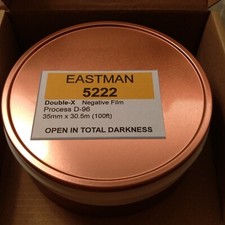 EASTMAN
5222
Double-X Negative Film
Process D-96
35mm x 30.5m (100ft)
OPEN IN TOTAL DARKNESS